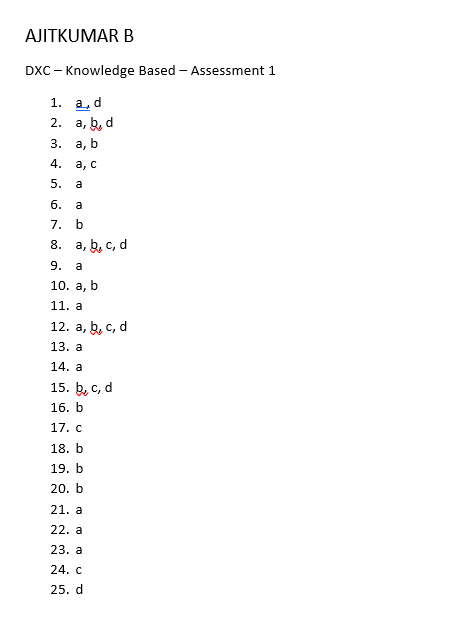 AJITKUMAR B
DXC – Knowledge Based – Assessment 1
1. a , d
2. a, b, d
3. a, b
4. a, c
5. a
6. a
7. b
8. a, b, c, d
9. a
10. a, b
11. a
12. a, b, c, d
13. a
14. a
15. b, c, d
16. b
17. c
18. b
19. b
20. b
21. a
22. a
23. a
24. c
25. d